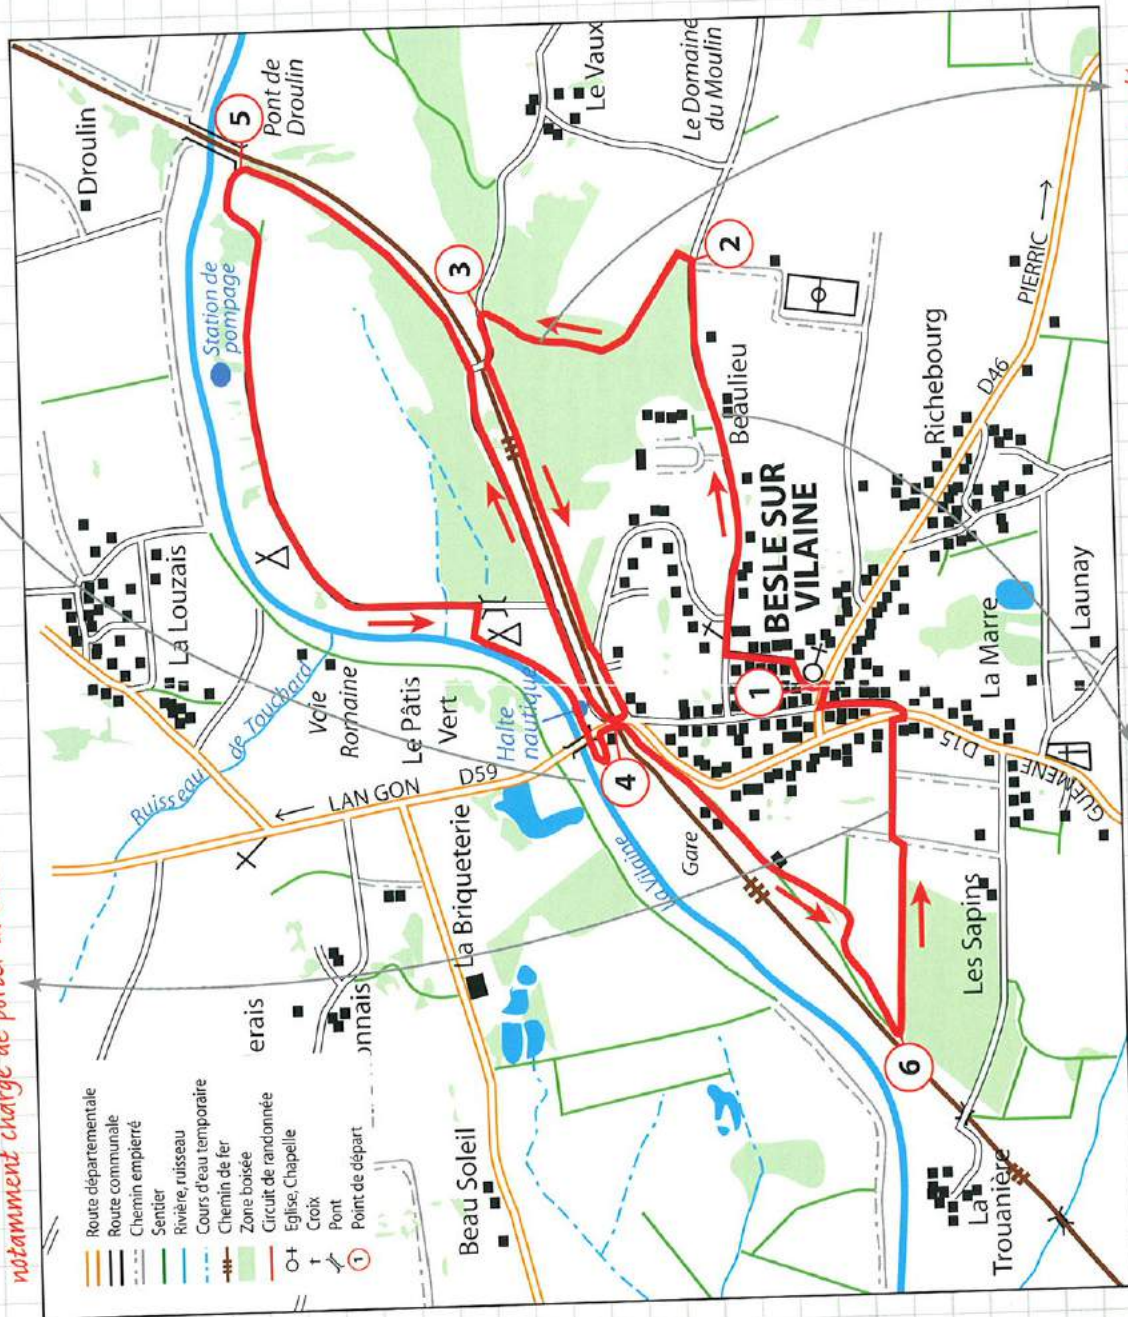 notamment chargé de porter
Route départementale
Route communale
Chemin empierré
Sentier
Rivière, ruisseau
Cours d'eau temporaire
Chemin de fer
Zone boisée
Circuit de randonnée
Eglise, Chapelle
Croix
Pont
1 Point de départ
Beau Soleil
La Briqueterie
erais
onnais
LANGON
D59
Ruisseau de Touchard
La Louzais
Voie
Romaine
Le Pâtis
Vert
Halte
nautique
Station de
pompage
Droulin
5
Pont de
Droulin
3
Le Vaux
Le Domaine
du Moulin
2
Beaulieu
BESLE SUR
VILAINE
1
4
La Vilaine
Gare
6
La
Trouanière
Les Sapins
D15
GUEMENE
La Marre
Launay
Richebourg
D46
PIERRIC